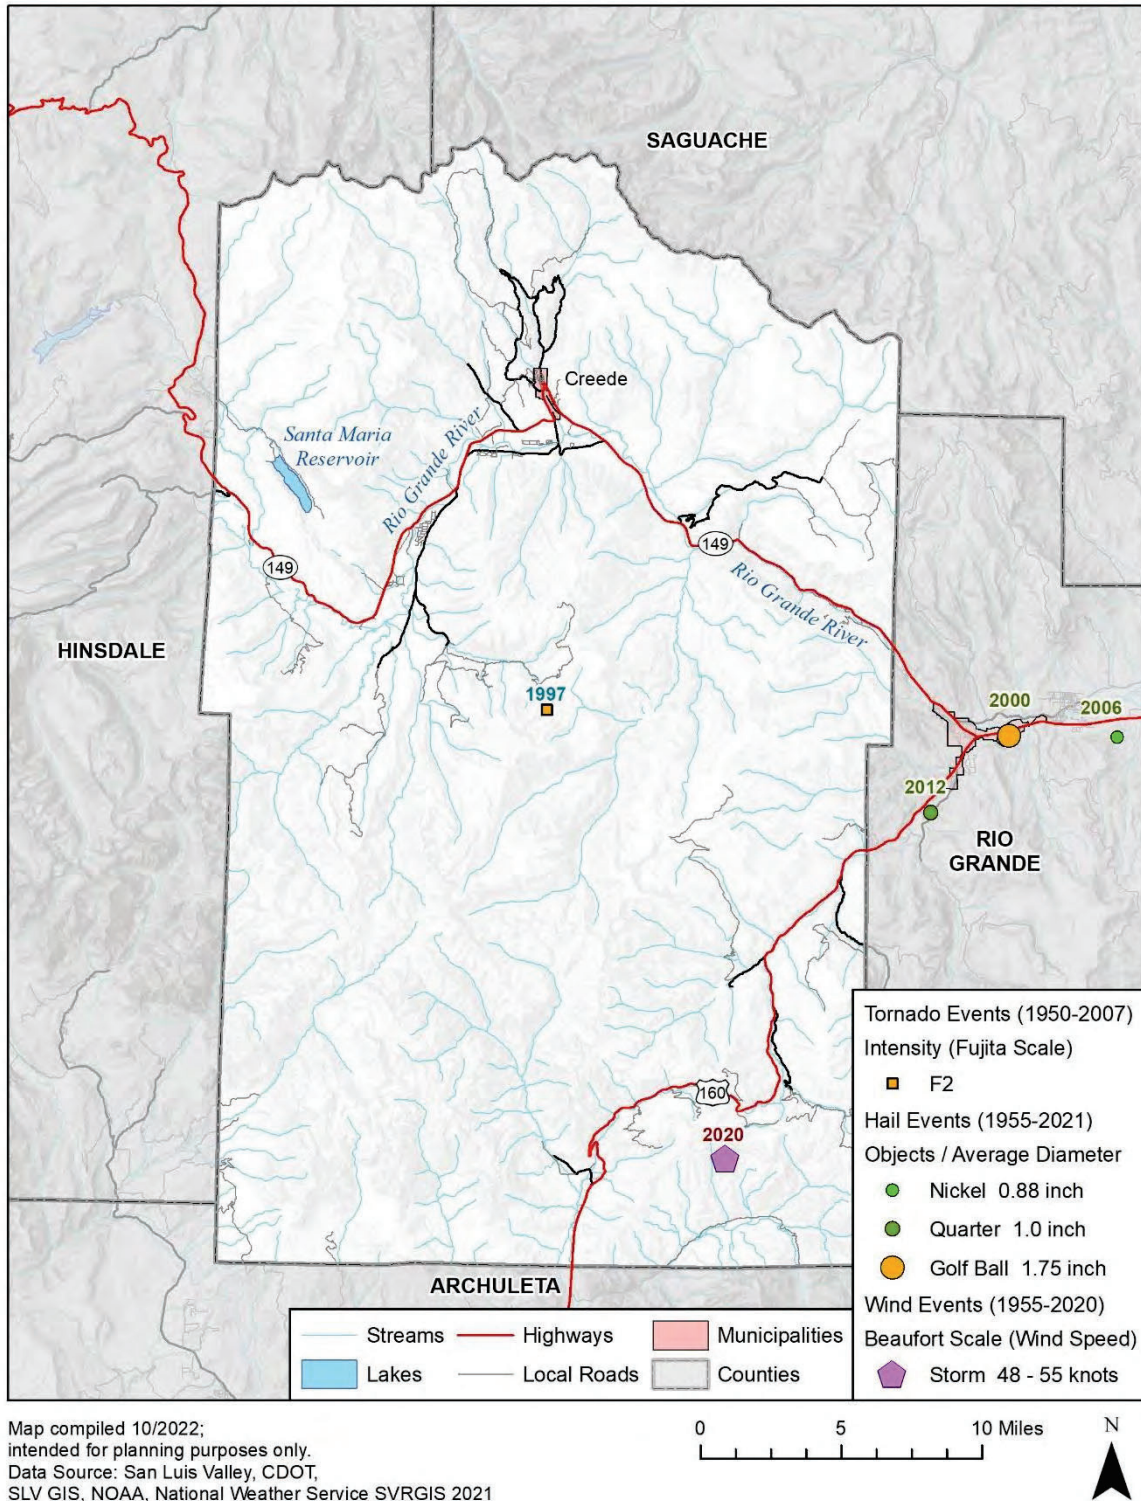 SAGUACHE
Creede
Santa Maria
Reservoir
Rio Grande River
149
149
Rio Grande River
HINSDALE
1997
2000
2006
2012
RIO
GRANDE
160
2020
ARCHULETA
Tornado Events (1950-2007)
Intensity (Fujita Scale)
F2
Hail Events (1955-2021)
Objects / Average Diameter
Nickel 0.88 inch
Quarter 1.0 inch
Golf Ball 1.75 inch
Wind Events (1955-2020)
Beaufort Scale (Wind Speed)
Storm 48 - 55 knots
Streams Highways Municipalities
Lakes Local Roads Counties
Map compiled 10/2022;
intended for planning purposes only.
Data Source: San Luis Valley, CDOT,
SLV GIS, NOAA, National Weather Service SVRGIS 2021
0 5 10 Miles
N